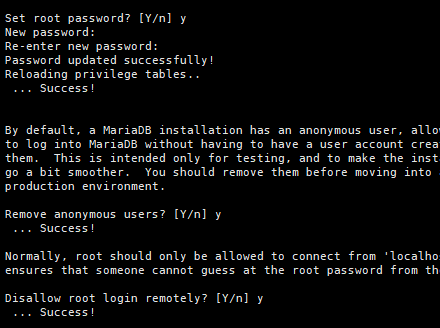 Set root password? [Y/n] y
New password:
Re-enter new password:
Password updated successfully!
Reloading privilege tables..
... Success!
By default, a MariaDB installation has an anonymous user, allo
to log into MariaDB without having to have a user account crea
them. This is intended only for testing, and to make the inst
go a bit smoother. You should remove them before moving into
production environment.
Remove anonymous users? [Y/n] y
... Success!
Normally, root should only be allowed to connect from 'localho
ensures that someone cannot guess at the root password from th
Disallow root login remotely? [Y/n] y
... Success!